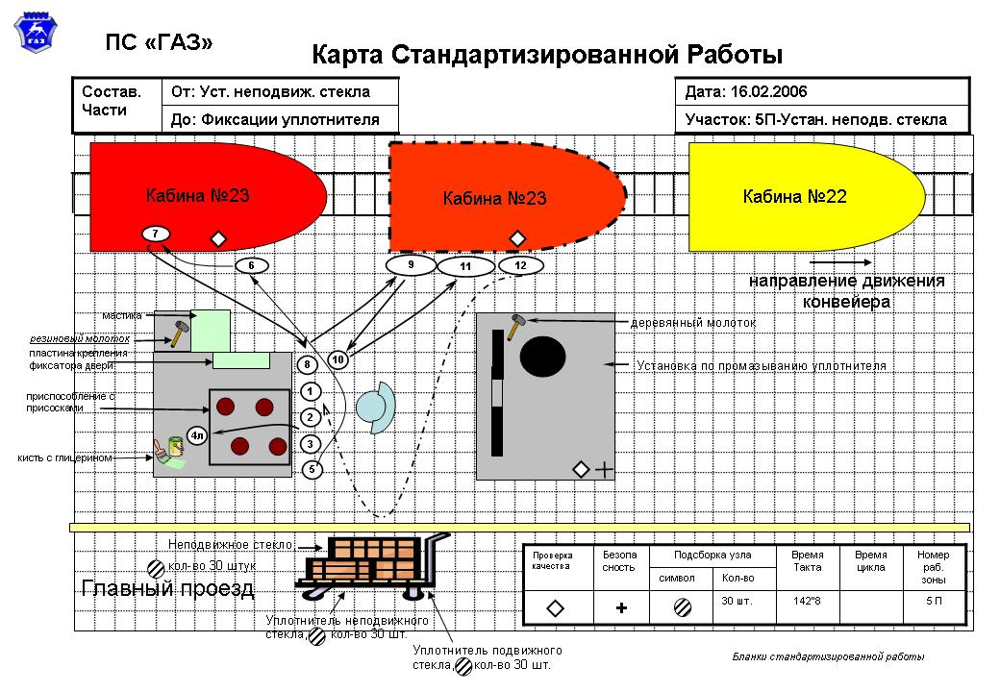 ГАЗ
ПС «ГАЗ»
Карта Стандартизированной Работы
Состав.
Части
От: Уст. неподвиж. стекла
До: Фиксации уплотнителя
Дата: 16.02.2006
Участок: 5П-Устан. неподв. стекла
Кабина №23
Кабина №23
Кабина №22
7
6
9
11
12
направление движения
конвейера
мастика
резиновый молоток
пластина крепления
фиксатора двери
приспособление с
присосками
кисть с глицерином
8
10
1
2
3
4л
5
деревянный молоток
Установка по промазыванию уплотнителя
Неподвижное стекло,
кол-во 30 штук
Главный проезд
Уплотнитель неподвижного
стекла, кол-во 30 шт.
Уплотнитель подвижного
стекла, кол-во 30 шт.
Проверка
качества
Безопа
сность
Подсборка узла
символ
Кол-во
Время
Такта
Время
цикла
Номер
раб.
зоны
+
30 шт.
142"8
5 П
Бланки стандартизированной работы